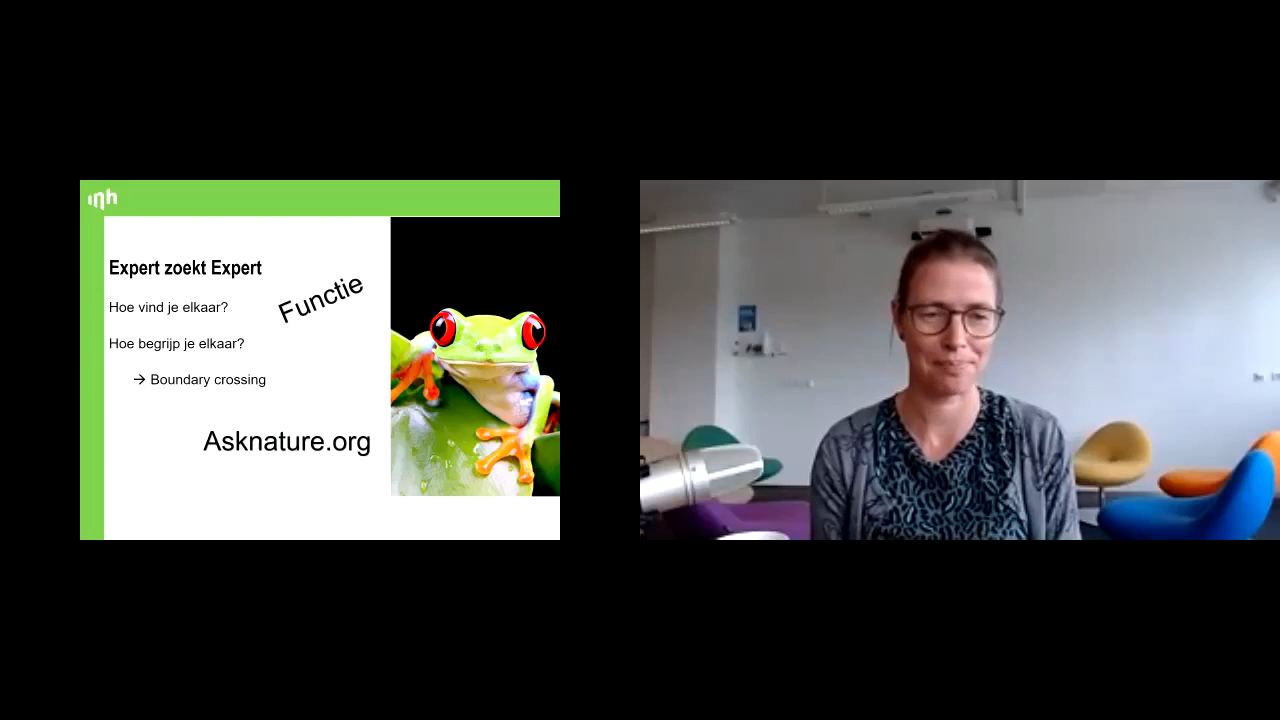 inh
Expert zoekt Expert
Functie
Hoe vind je elkaar?
Hoe begrijp je elkaar?
→ Boundary crossing
Asknature.org